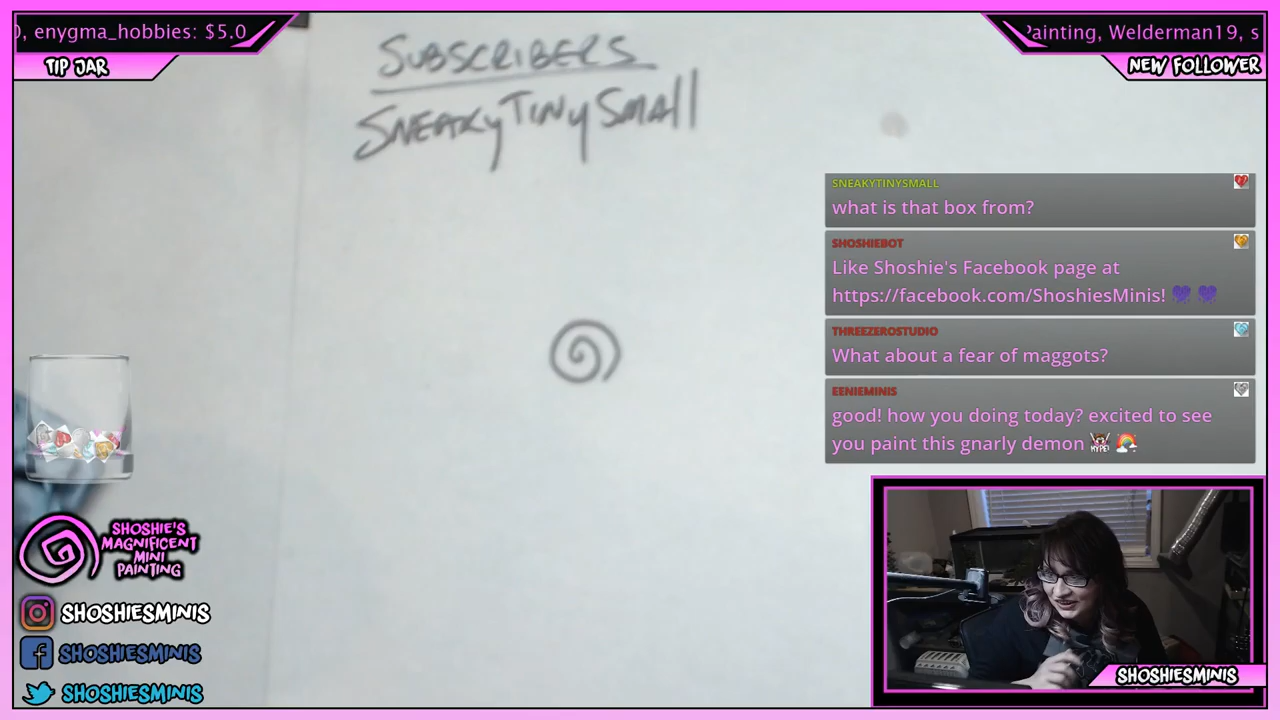 ), enygma_hobbies: $5.0
TIP JAR
Painting, Welderman19, s
NEW FOLLOWER
SUBSCRIBERS
SNEAKYTINYSMALL
SNEAKYTINYSMALL
what is that box from?
SHOSHIEBOT
Like Shoshie's Facebook page at
https://facebook.com/ShoshiesMinis!
THREEZEROSTUDIO
What about a fear of maggots?
EENIEMINIS
good! how you doing today? excited to see
you paint this gnarly demon
HYPE!
SHOSHIE'S
MAGNIFICENT
MINI
PAINTING
SHOSHIESMINIS
SHOSHIESMINIS
SHOSHIESMINIS
SHOSHIESMINIS